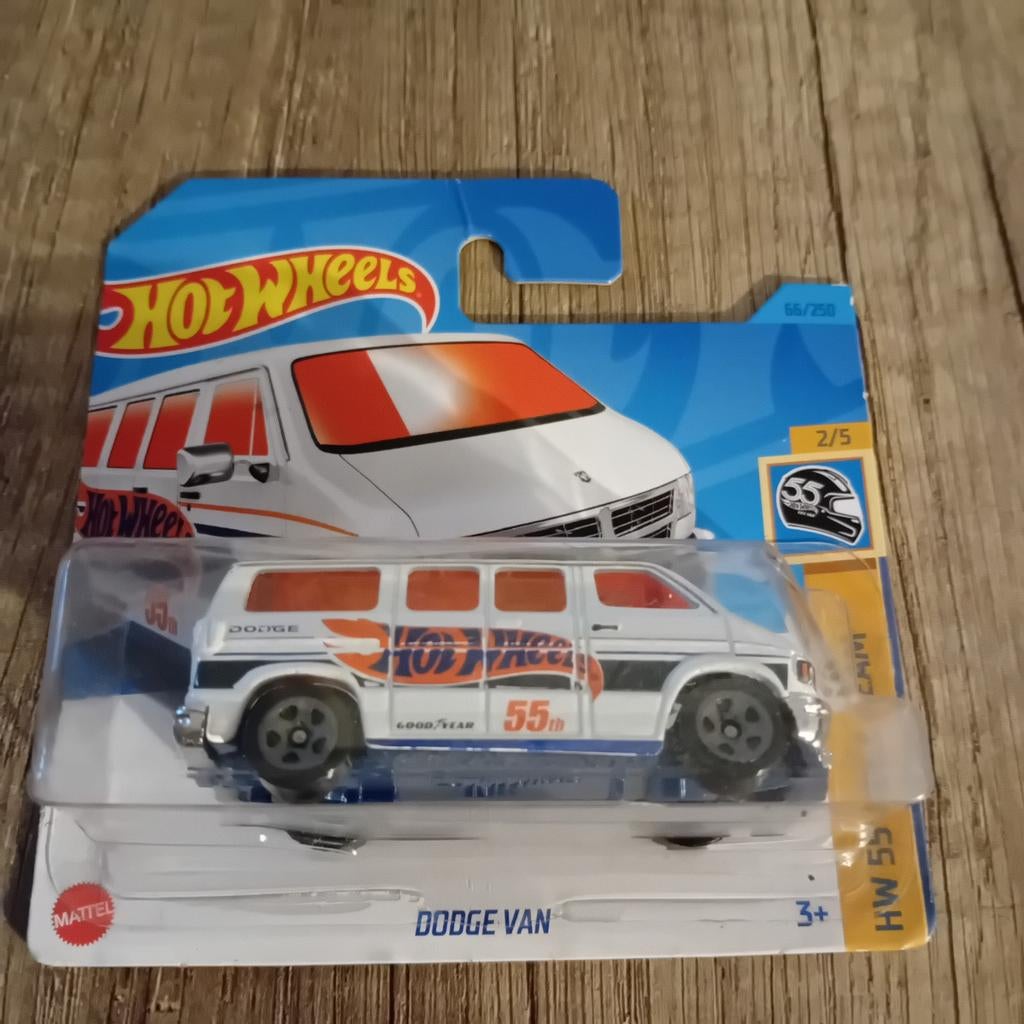 HOT WHEELS
66/250
2/5
55
HOT WHEELS
55th
DODGE
HOT WHEELS
GOODYEAR
55th
HW 55
EAM
MATTEL
DODGE VAN
3+